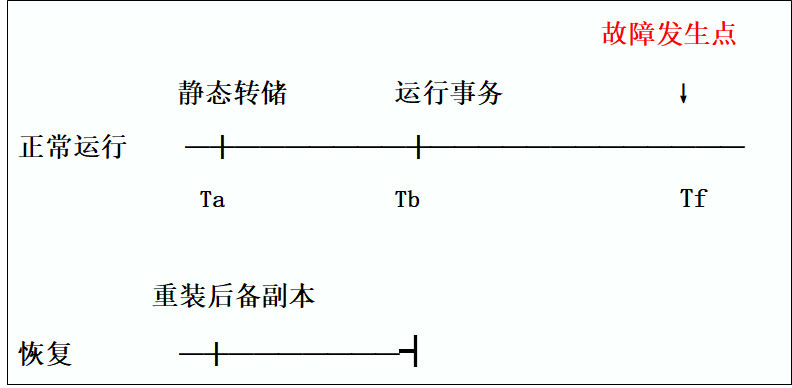 故障发生点
静态转储 运行事务 ↓
正常运行
Ta Tb Tf
重装后备副本
恢复